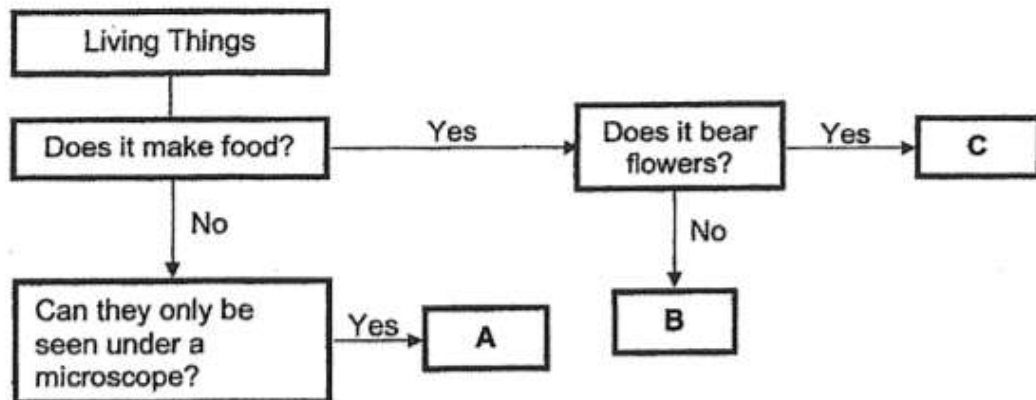 Living Things
Does it make food?
Yes
Does it bear
flowers?
Yes
C
No
No
Can they only be
seen under a
microscope?
Yes
A
B